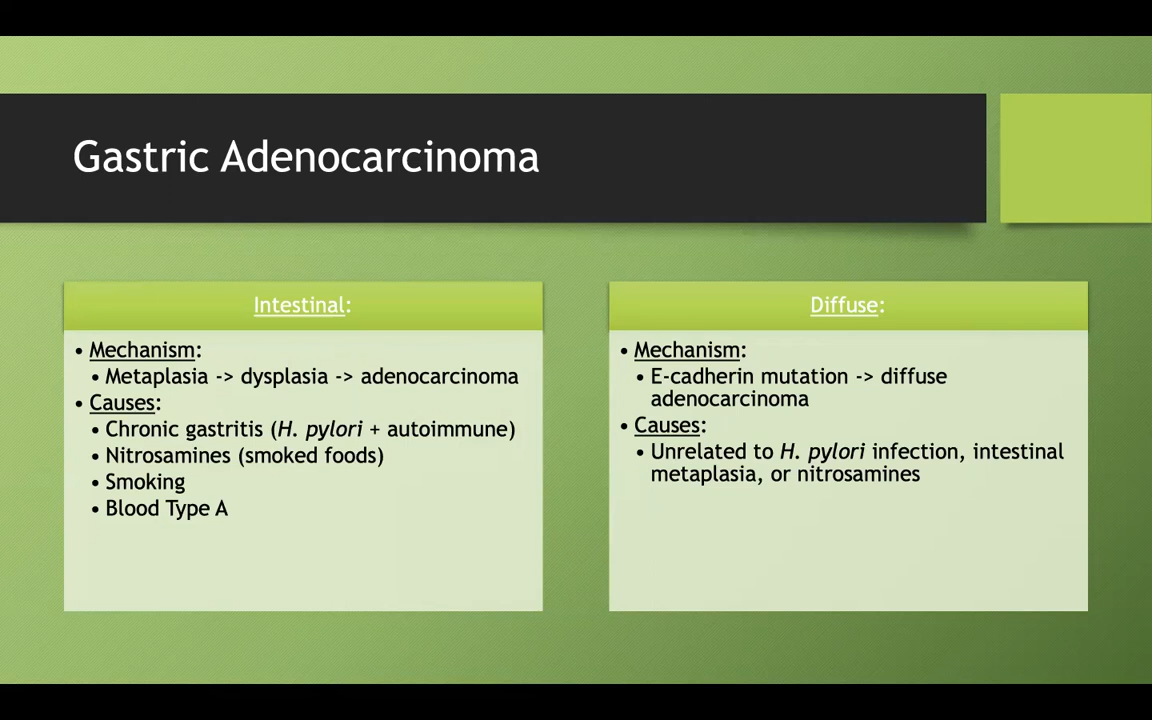 Gastric Adenocarcinoma
Intestinal:
• Mechanism:
• Metaplasia -> dysplasia -> adenocarcinoma
• Causes:
• Chronic gastritis (H. pylori + autoimmune)
• Nitrosamines (smoked foods)
• Smoking
• Blood Type A
Diffuse:
• Mechanism:
• E-cadherin mutation -> diffuse
adenocarcinoma
• Causes:
• Unrelated to H. pylori infection, intestinal
metaplasia, or nitrosamines